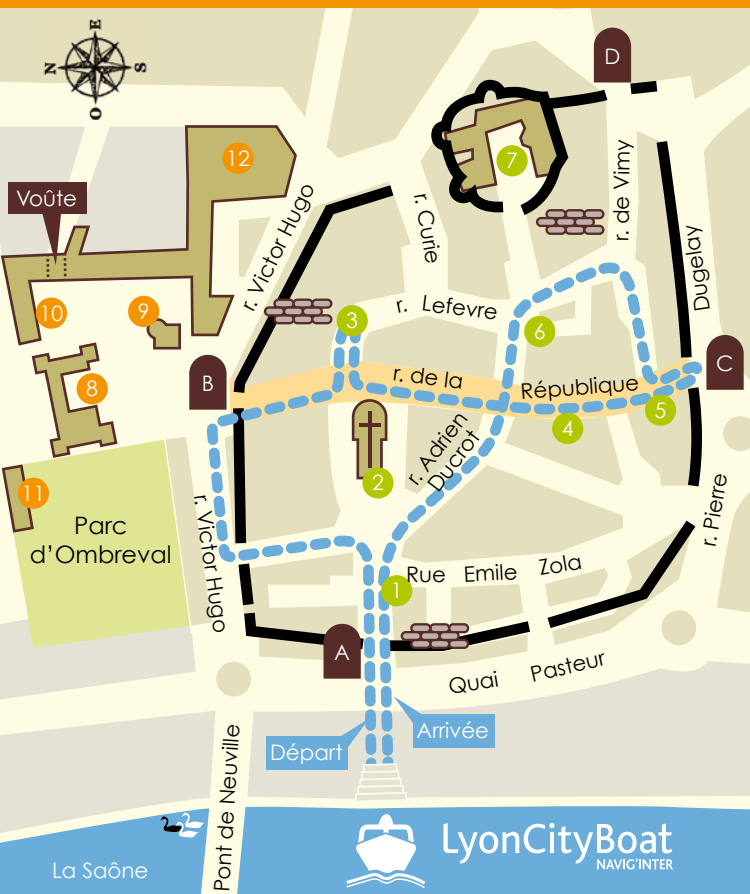 E
N
S
O
D
12
7
Voûte
r. de Vimy
r. Curie
r. Victor Hugo
Dugelay
10
9
3
r. Lefevre
6
8
B
r. de la
République
C
5
4
r. Adrien
Ducrot
2
11
Parc
d'Ombreval
r. Victor Hugo
r. Pierre
1
Rue Emile Zola
A
Quai Pasteur
Départ
Arrivée
Pont de Neuville
La Saône
LyonCityBoat
NAVIG'INTER